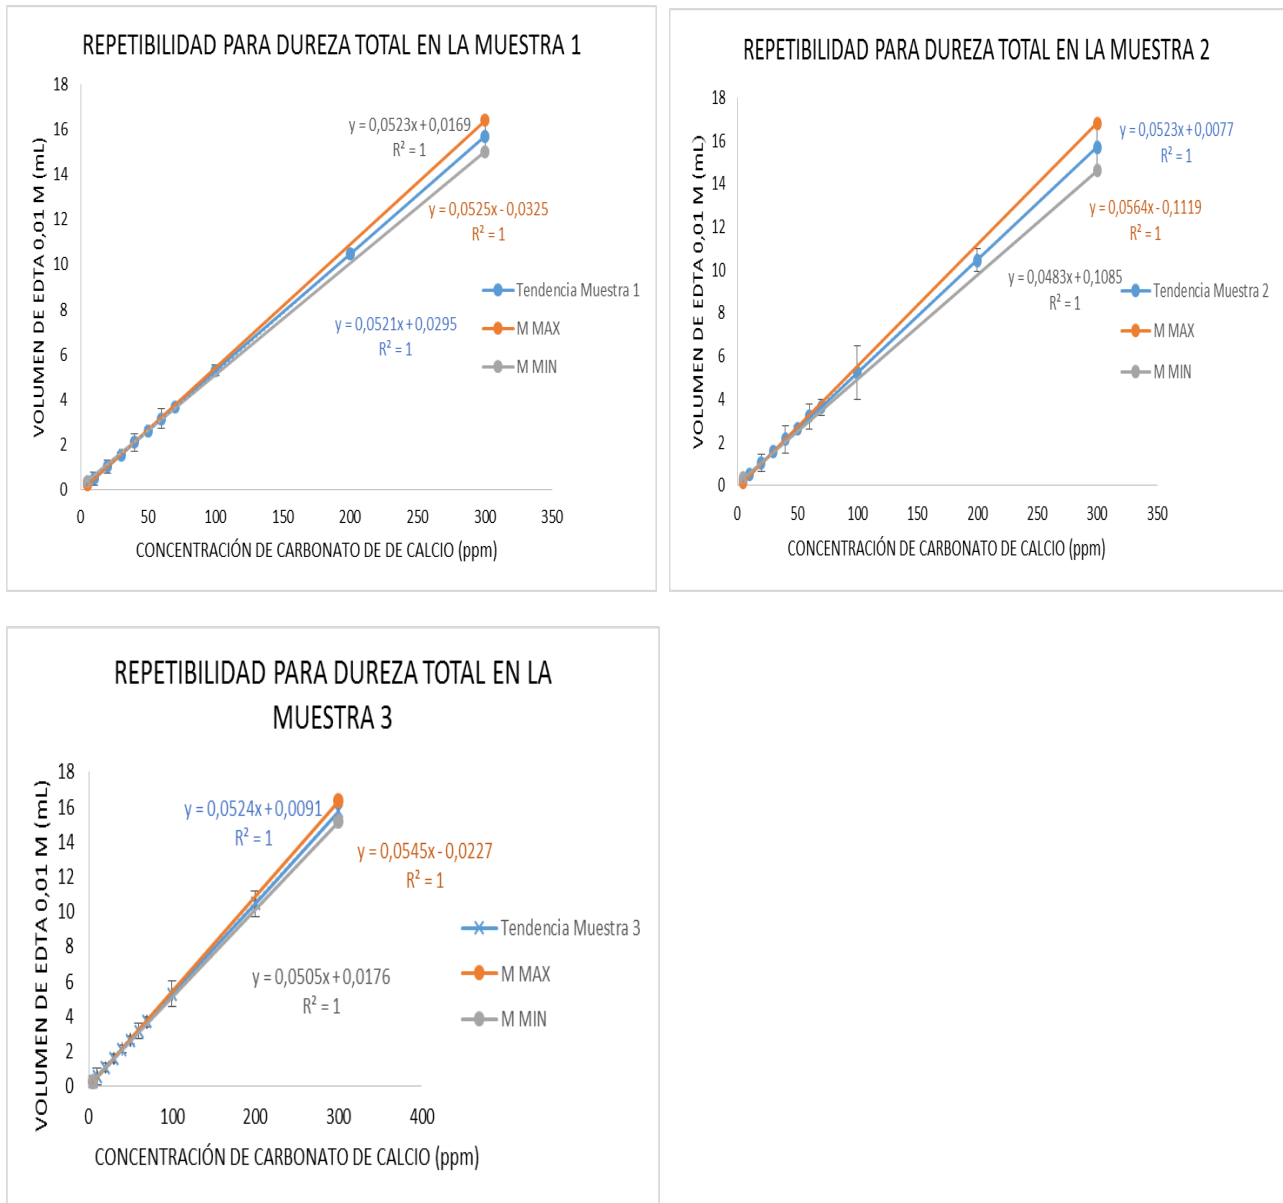 REPETIBILIDAD PARA DUREZA TOTAL EN LA MUESTRA 1
VOLUMEN DE EDTA 0,01 M (mL)
18
16
14
12
10
8
6
4
2
0
y = 0,0523x + 0,0169
R² = 1
y = 0,0525x - 0,0325
R² = 1
y = 0,0521x + 0,0295
R² = 1
Tendencia Muestra 1
M MAX
M MIN
0 50 100 150 200 250 300 350
CONCENTRACIÓN DE CARBONATO DE DE CALCIO (ppm)
REPETIBILIDAD PARA DUREZA TOTAL EN LA MUESTRA 2
VOLUMEN DE EDTA 0,01 M (mL)
18
16
14
12
10
8
6
4
2
0
y = 0,0523x + 0,0077
R² = 1
y = 0,0564x - 0,1119
R² = 1
y = 0,0483x + 0,1085
R² = 1
Tendencia Muestra 2
M MAX
M MIN
0 50 100 150 200 250 300 350
CONCENTRACIÓN DE CARBONATO DE CALCIO (ppm)
REPETIBILIDAD PARA DUREZA TOTAL EN LA
MUESTRA 3
VOLUMEN DE EDTA 0,01 M (mL)
18
16
14
12
10
8
6
4
2
0
y = 0,0524x + 0,0091
R² = 1
y = 0,0545x - 0,0227
R² = 1
y = 0,0505x + 0,0176
R² = 1
Tendencia Muestra 3
M MAX
M MIN
0 100 200 300 400
CONCENTRACIÓN DE CARBONATO DE CALCIO (ppm)